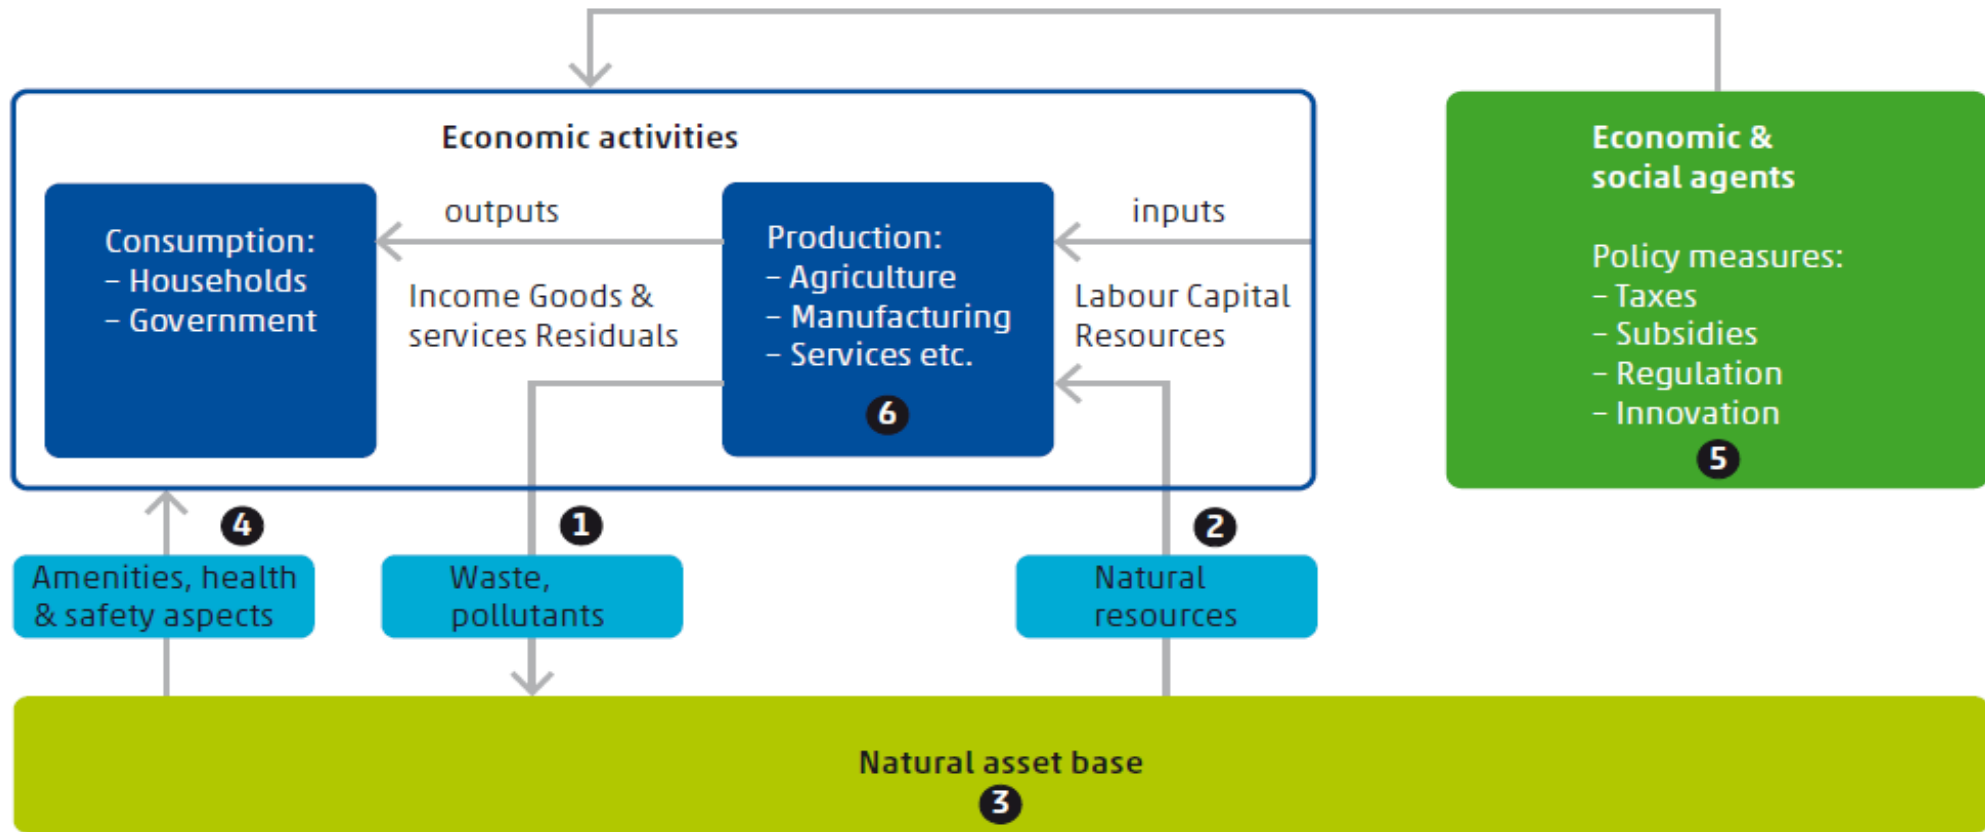 Economic activities
Consumption:
– Households
– Government
outputs
Income Goods &
services Residuals
Production:
– Agriculture
– Manufacturing
– Services etc.
6
inputs
Labour Capital
Resources
Economic &
social agents
Policy measures:
– Taxes
– Subsidies
– Regulation
– Innovation
5
4
Amenities, health
& safety aspects
1
Waste,
pollutants
2
Natural
resources
Natural asset base
3